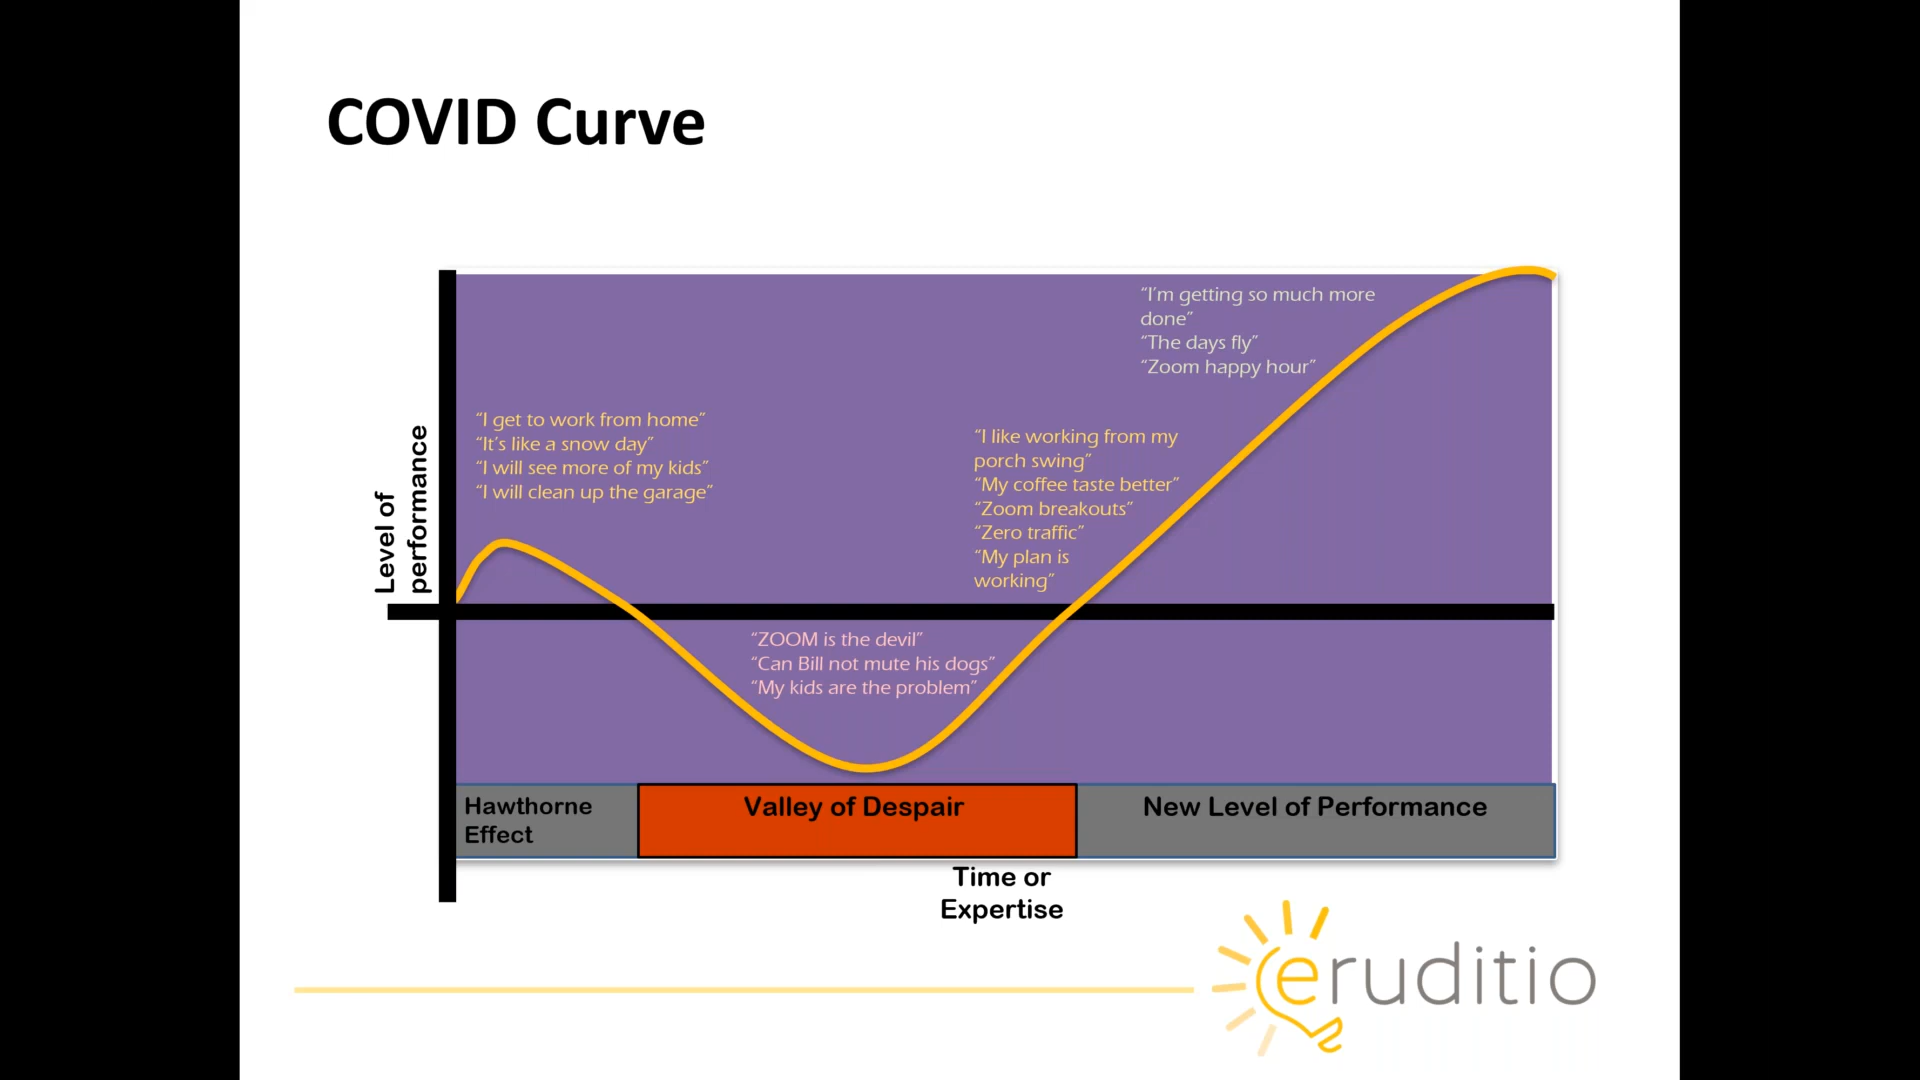 COVID Curve
“I’m getting so much more
done”
“The days fly”
“Zoom happy hour”
“I get to work from home”
“It’s like a snow day”
“I will see more of my kids”
“I will clean up the garage”
“I like working from my
porch swing”
“My coffee taste better”
“Zoom breakouts”
“Zero traffic”
“My plan is
working”
Level of
performance
“ZOOM is the devil”
“Can Bill not mute his dogs”
“My kids are the problem”
Hawthorne
Effect
Valley of Despair
New Level of Performance
Time or
Expertise
eruditio